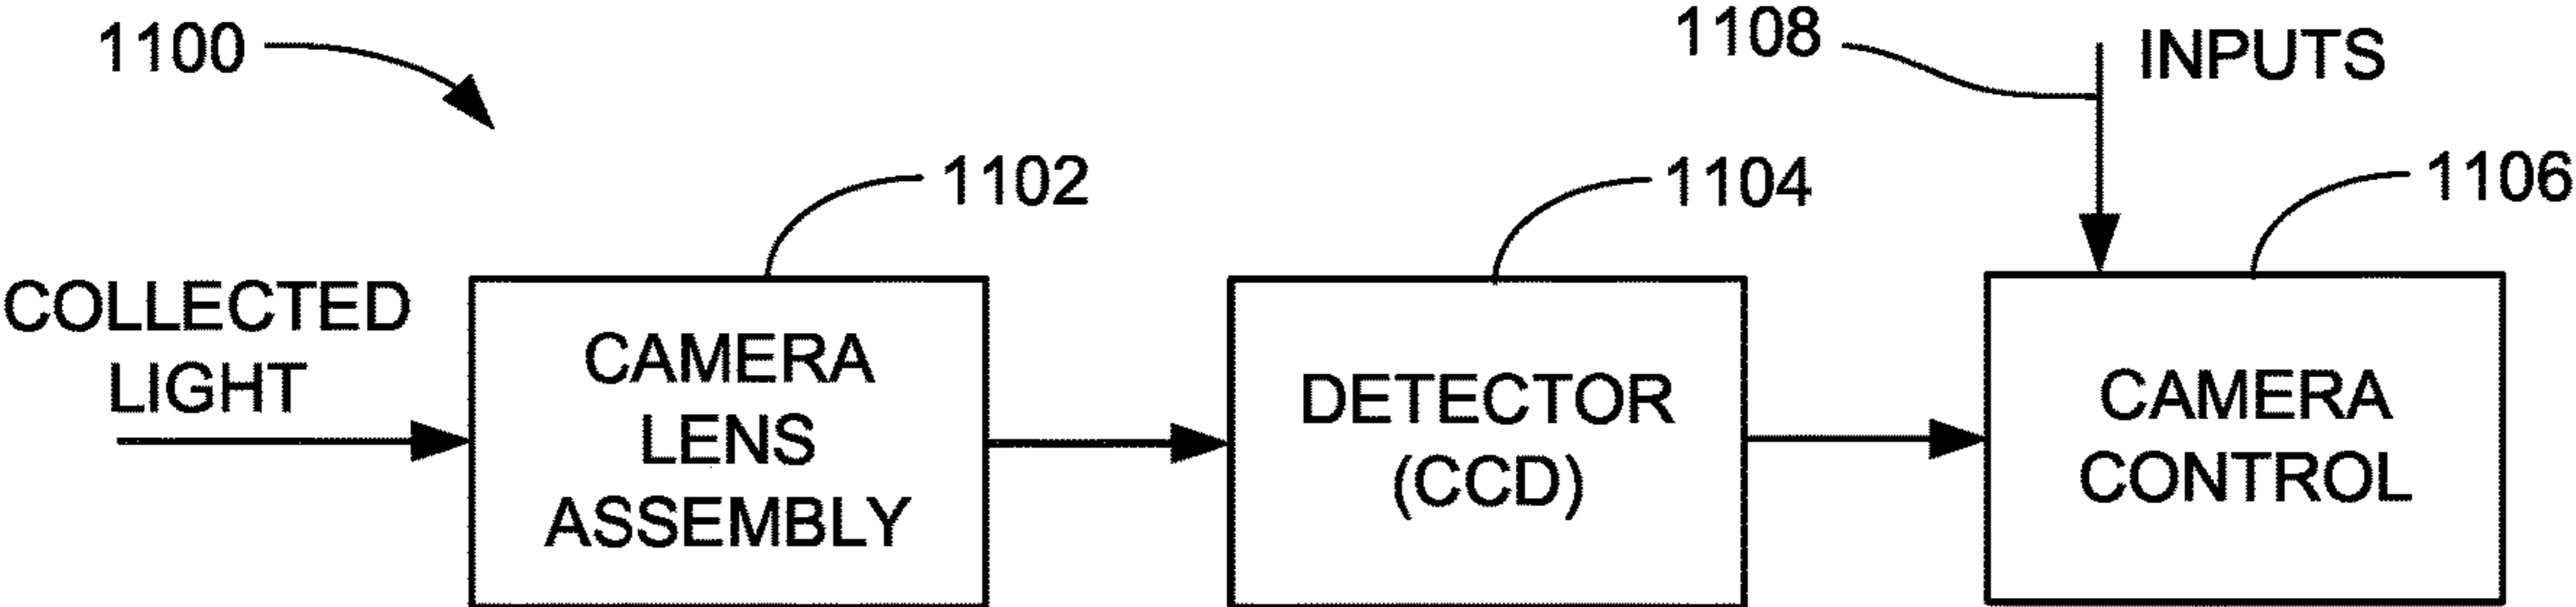 1100
1108
INPUTS
1102
1104
1106
COLLECTED
LIGHT
CAMERA
LENS
ASSEMBLY
DETECTOR
(CCD)
CAMERA
CONTROL